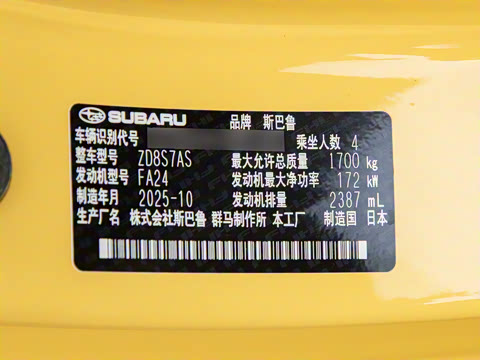 SUBARU 品牌 斯巴鲁
车辆识别代号 乘坐人数 4
整车型号 ZD8S7AS 最大允许总质量 1700 kg
发动机型号 FA24 发动机最大净功率 172 kW
制造年月 2025-10 发动机排量 2387 mL
生产厂名 株式会社斯巴鲁 群马制作所 本工厂 制造国 日本